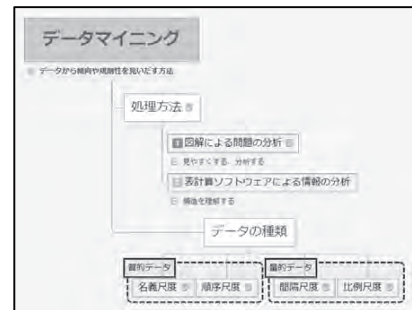 データマイニング
データから傾向や規則性を見いだす方法
処理方法
図解による問題の分析
見やすくする、分析する
表計算ソフトウェアによる情報の分析
構造を理解する
データの種類
質的データ
量的データ
名義尺度
順序尺度
間隔尺度
比例尺度